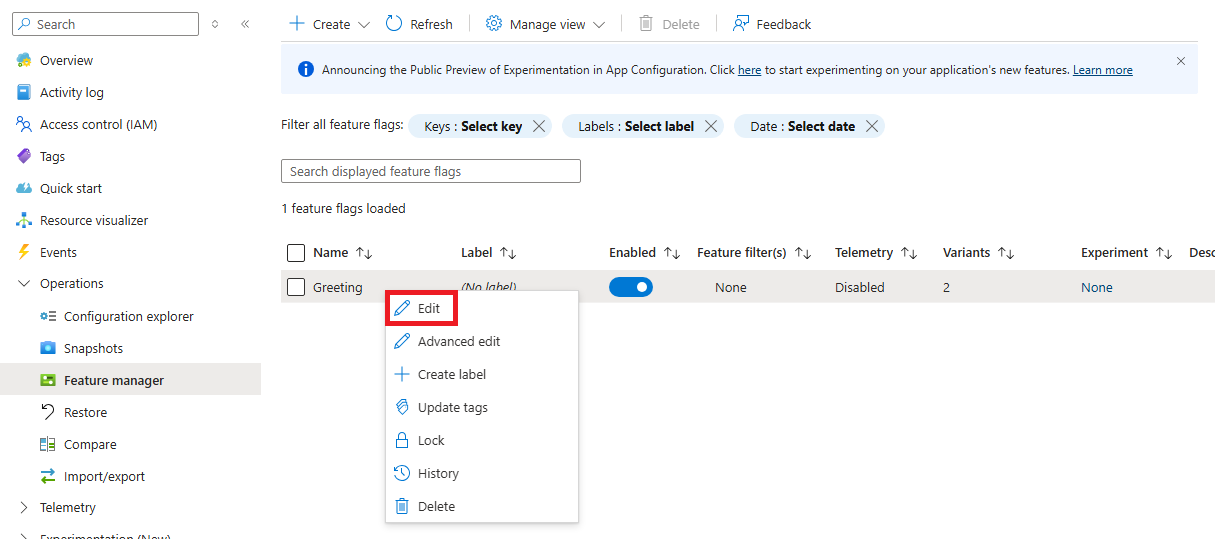 Search
Overview
Activity log
Access control (IAM)
Tags
Quick start
Resource visualizer
Events
Operations
Configuration explorer
Snapshots
Feature manager
Restore
Compare
Import/export
Telemetry
Experimentation (New)
Create Refresh Manage view Delete Feedback
Announcing the Public Preview of Experimentation in App Configuration. Click here to start experimenting on your application's new features. Learn more
Filter all feature flags: Keys : Select key Labels : Select label Date : Select date
Search displayed feature flags
1 feature flags loaded
Name Label Enabled Feature filter(s) Telemetry Variants Experiment Desc
Greeting (No label) None Disabled 2 None
Edit
Advanced edit
Create label
Update tags
Lock
History
Delete